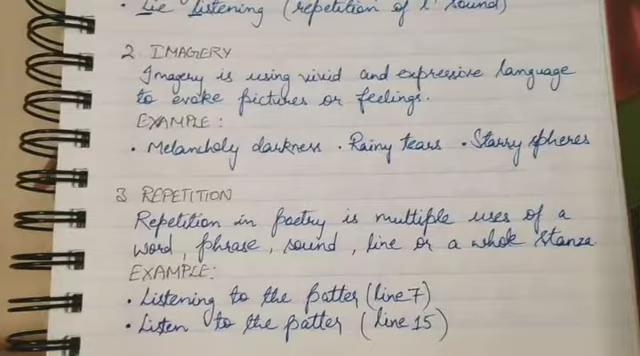 • Lie Listening (repetition of l' sound)
2 IMAGERY
Imagery is using vivid and expressive language
to evoke pictures or feelings.
EXAMPLE :
• Melancholy darkness • Rainy tears • Starry spheres
3 REPETITION
Repetition in poetry is multiple uses of a
word, phrase, sound, line or a whole stanza
EXAMPLE:
• Listening to the patter (line 7)
• Listen to the patter (line 15)